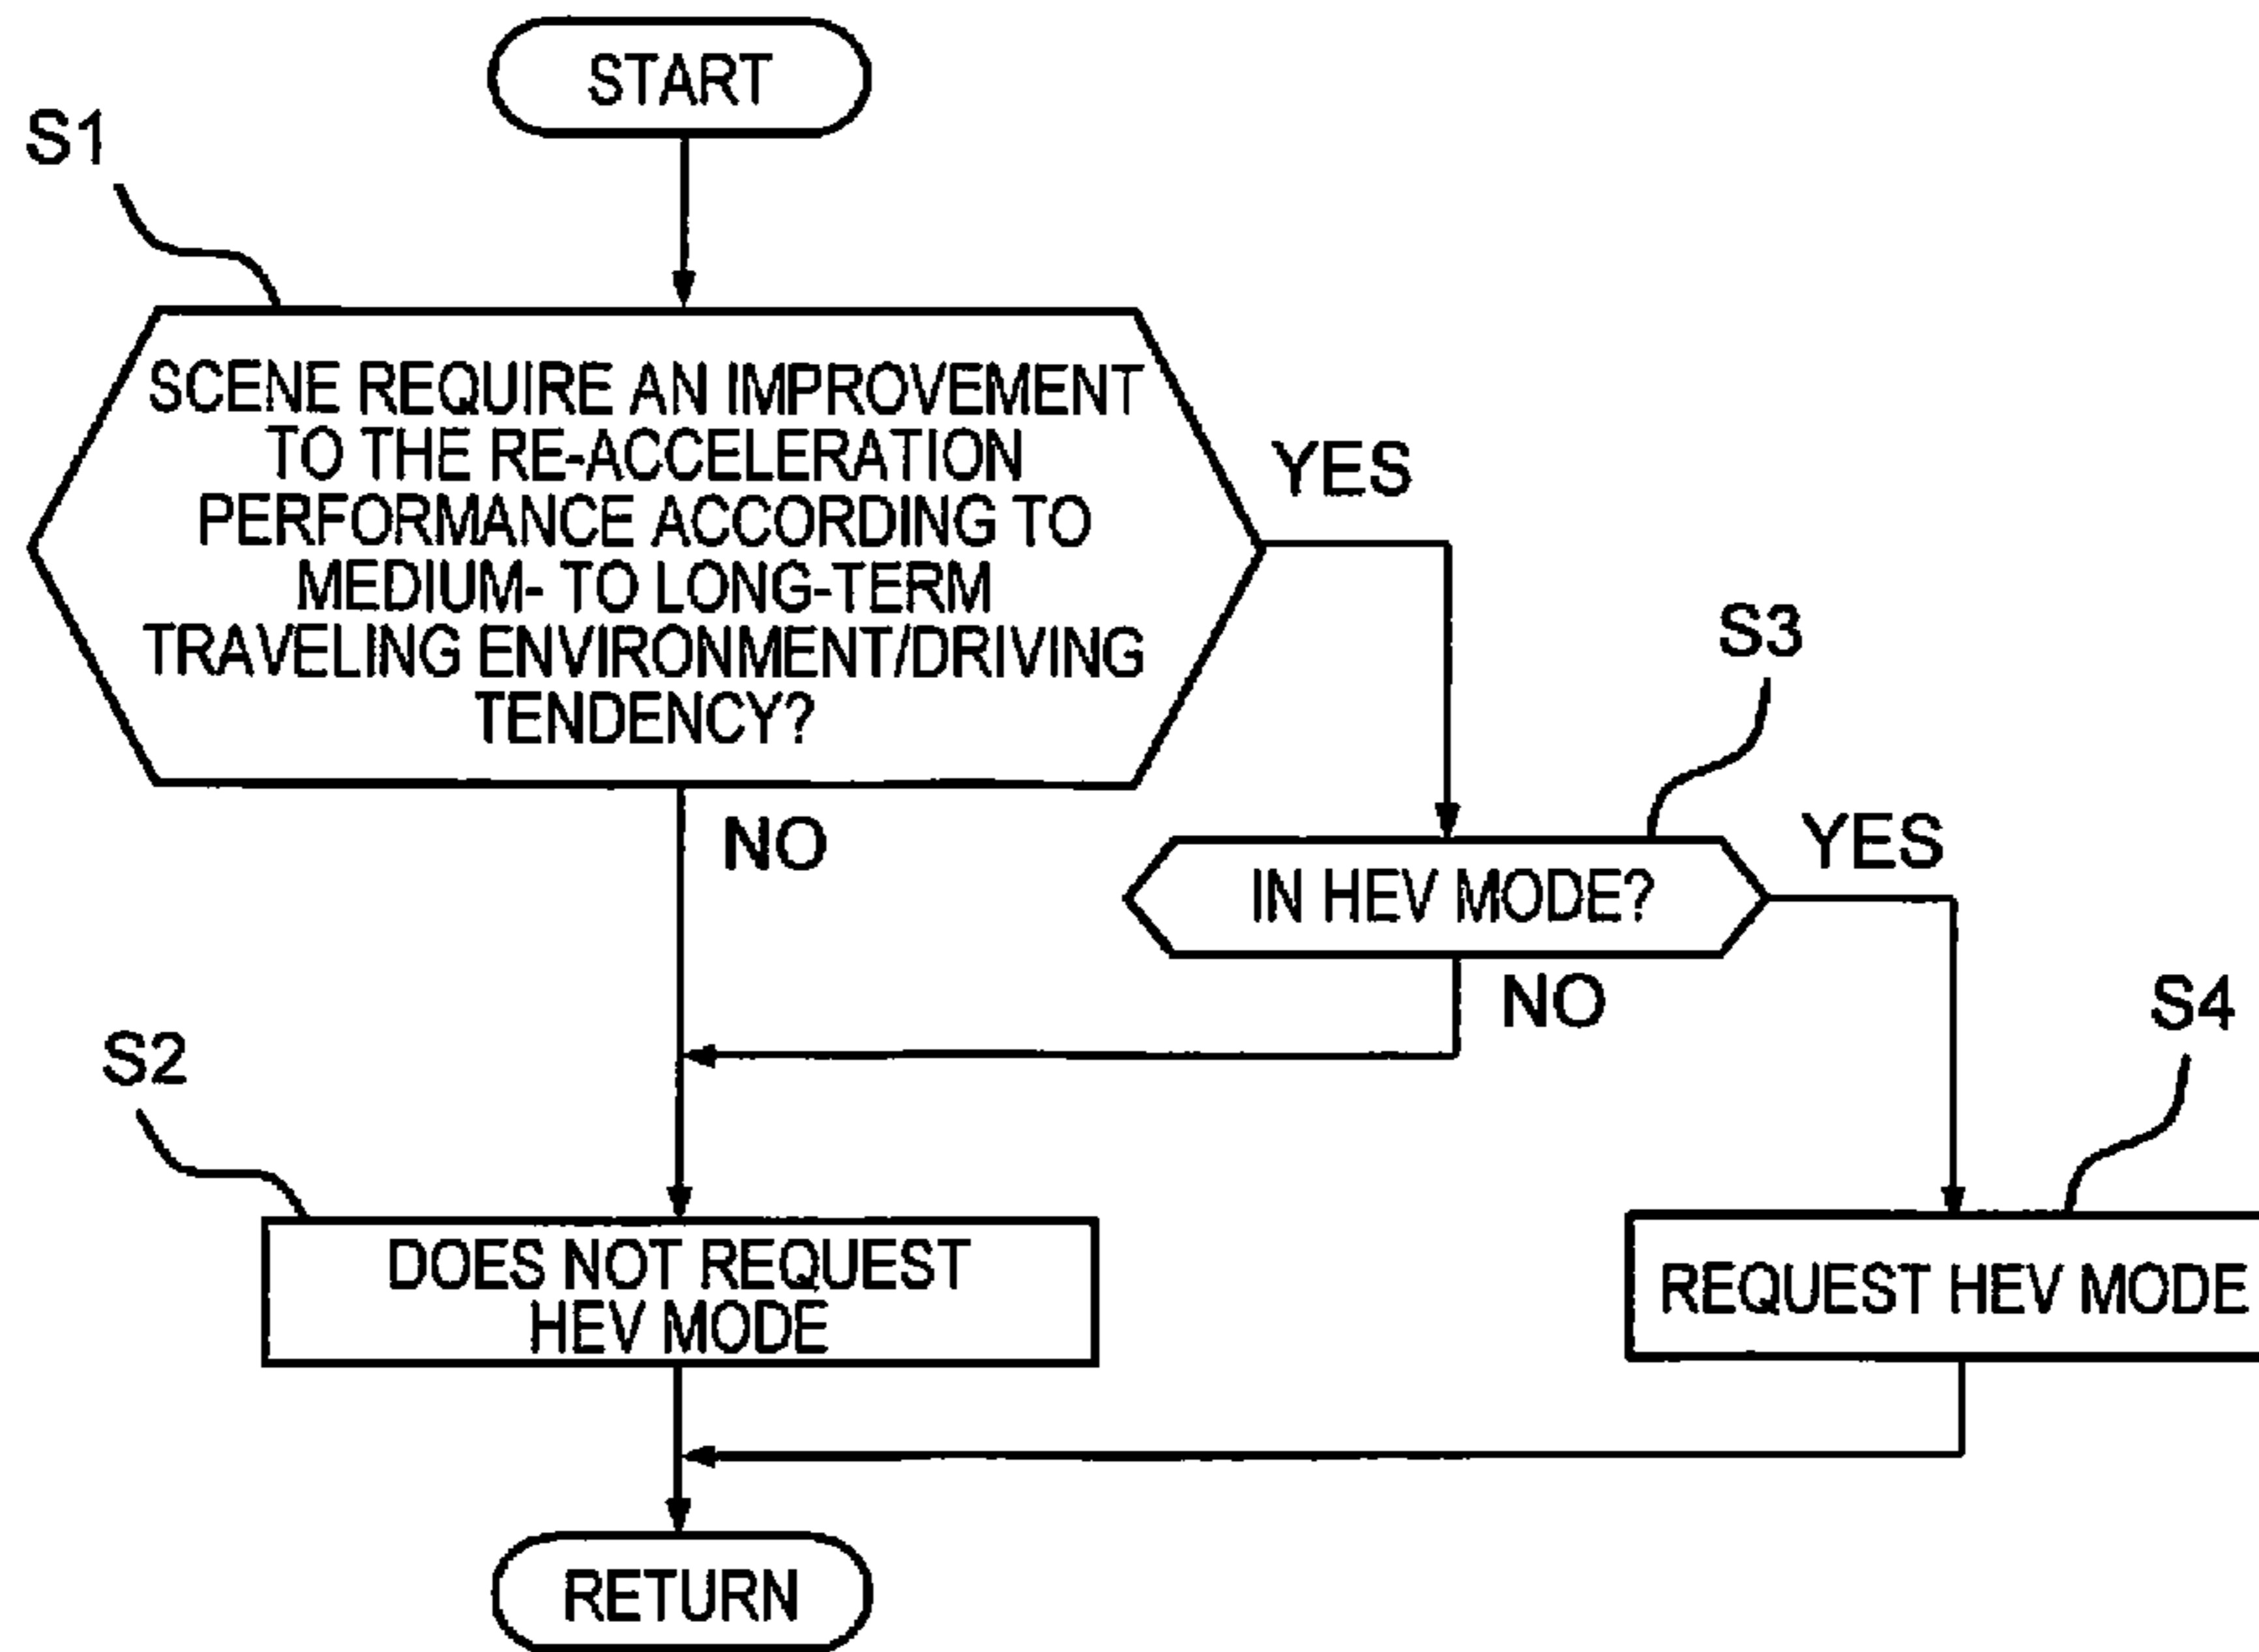 START
S1
SCENE REQUIRE AN IMPROVEMENT
TO THE RE-ACCELERATION
PERFORMANCE ACCORDING TO
MEDIUM- TO LONG-TERM
TRAVELING ENVIRONMENT/DRIVING
TENDENCY?
YES
NO
S3
IN HEV MODE?
YES
NO
S2
DOES NOT REQUEST
HEV MODE
S4
REQUEST HEV MODE
RETURN